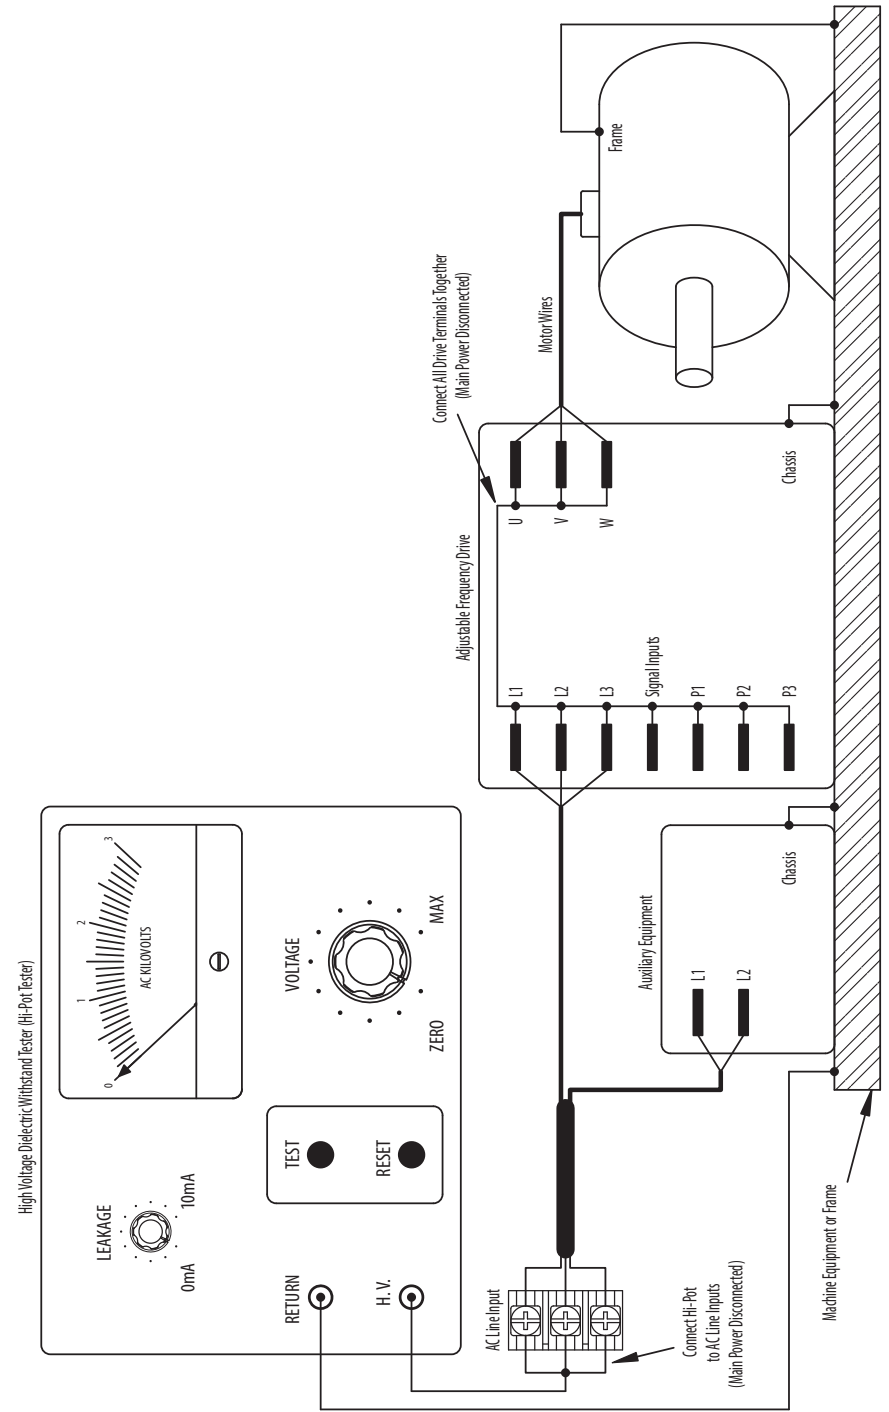 High Voltage Dielectric Withstand Tester (Hi-Pot Tester)
LEAKAGE
0mA
10mA
RETURN
H. V.
TEST
RESET
0
1
2
3
AC KILOVOLTS
VOLTAGE
ZERO
MAX
AC Line Input
Connect Hi-Pot
to AC Line Inputs
(Main Power Disconnected)
Machine Equipment or Frame
Auxiliary Equipment
L1
L2
Chassis
Adjustable Frequency Drive
L1
L2
L3
Signal Inputs
P1
P2
P3
U
V
W
Chassis
Connect All Drive Terminals Together
(Main Power Disconnected)
Motor Wires
Frame